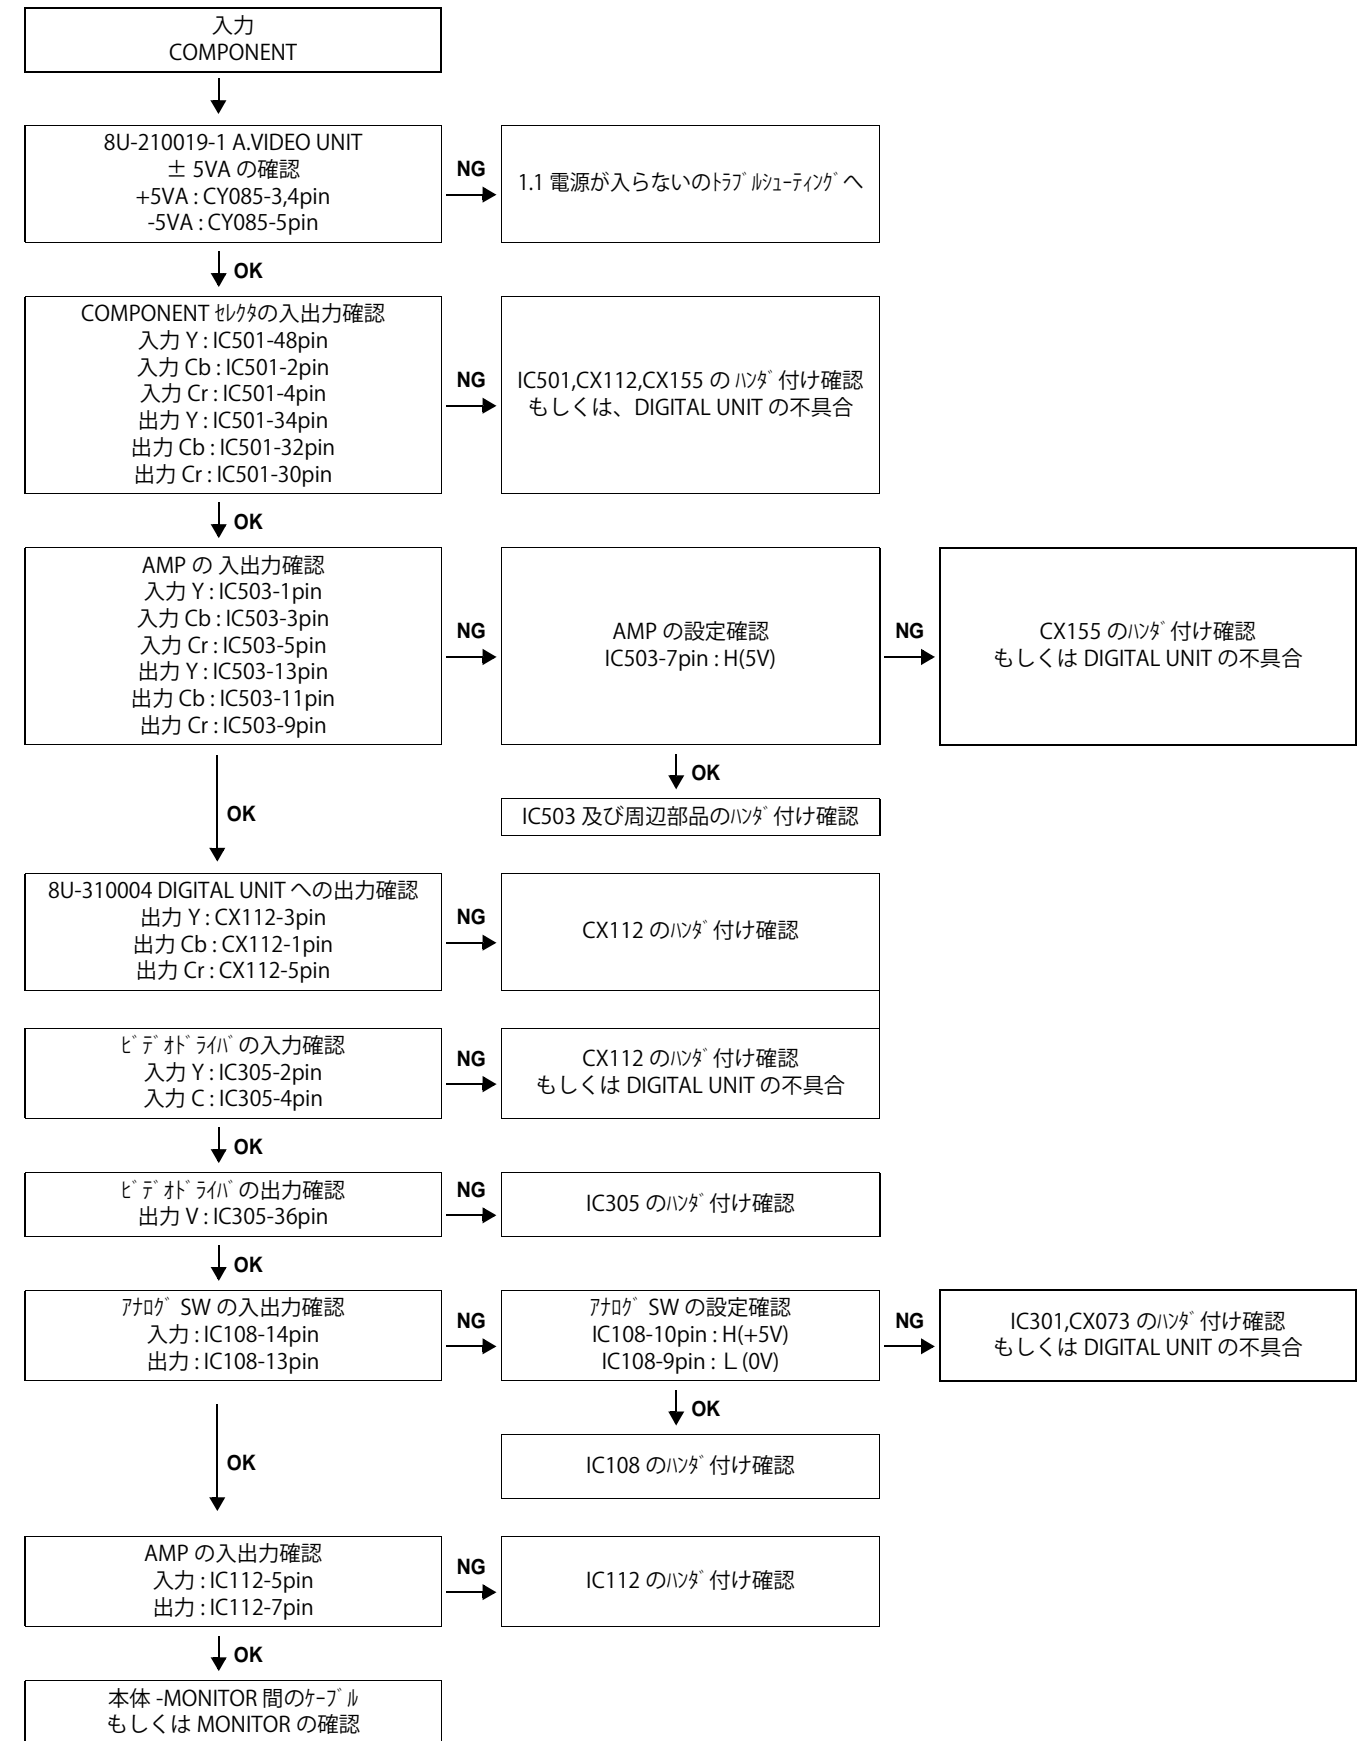 入力
COMPONENT
8U-210019-1 A.VIDEO UNIT
± 5VA の確認
+5VA : CY085-3,4pin
-5VA : CY085-5pin
NG
1.1 電源が入らないのﾄﾗﾌﾞﾙｼｭｰﾃｨﾝｸﾞへ
OK
COMPONENT ｾﾚｸﾀの入出力確認
入力 Y : IC501-48pin
入力 Cb : IC501-2pin
入力 Cr : IC501-4pin
出力 Y : IC501-34pin
出力 Cb : IC501-32pin
出力 Cr : IC501-30pin
NG
IC501,CX112,CX155 のﾊﾝﾀﾞ付け確認
もしくは、DIGITAL UNIT の不具合
OK
AMP の 入出力確認
入力 Y : IC503-1pin
入力 Cb : IC503-3pin
入力 Cr : IC503-5pin
出力 Y : IC503-13pin
出力 Cb : IC503-11pin
出力 Cr : IC503-9pin
NG
AMP の設定確認
IC503-7pin : H(5V)
NG
CX155 のﾊﾝﾀﾞ付け確認
もしくは DIGITAL UNIT の不具合
OK
IC503 及び周辺部品のﾊﾝﾀﾞ付け確認
OK
8U-310004 DIGITAL UNIT への出力確認
出力 Y : CX112-3pin
出力 Cb : CX112-1pin
出力 Cr : CX112-5pin
NG
CX112 のﾊﾝﾀﾞ付け確認
ﾋﾞﾃﾞｵﾄﾞﾗｲﾊﾞの入力確認
入力 Y : IC305-2pin
入力 C : IC305-4pin
NG
CX112 のﾊﾝﾀﾞ付け確認
もしくは DIGITAL UNIT の不具合
OK
ﾋﾞﾃﾞｵﾄﾞﾗｲﾊﾞの出力確認
出力 V : IC305-36pin
NG
IC305 のﾊﾝﾀﾞ付け確認
OK
ｱﾅﾛｸﾞ SW の入出力確認
入力 : IC108-14pin
出力 : IC108-13pin
NG
ｱﾅﾛｸﾞ SW の設定確認
IC108-10pin : H(+5V)
IC108-9pin : L (0V)
NG
IC301,CX073 のﾊﾝﾀﾞ付け確認
もしくは DIGITAL UNIT の不具合
OK
IC108 のﾊﾝﾀﾞ付け確認
OK
AMP の入出力確認
入力 : IC112-5pin
出力 : IC112-7pin
NG
IC112 のﾊﾝﾀﾞ付け確認
OK
本体 -MONITOR 間のｹｰﾌﾞﾙ
もしくは MONITOR の確認